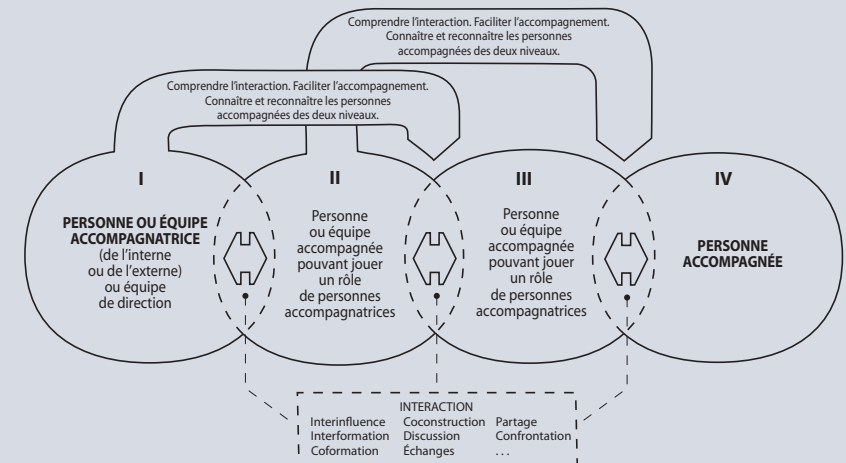 Comprendre l'interaction. Faciliter l'accompagnement.
Connaître et reconnaître les personnes
accompagnées des deux niveaux.
Comprendre l'interaction. Faciliter l'accompagnement.
Connaître et reconnaître les personnes
accompagnées des deux niveaux.
I
PERSONNE OU ÉQUIPE
ACCOMPAGNATRICE
(de l'interne
ou de l'externe)
ou équipe
de direction
II
Personne
ou équipe
accompagnée
pouvant jouer
un rôle
de personnes
accompagnatrices
III
Personne
ou équipe
accompagnée
pouvant jouer
un rôle
de personnes
accompagnatrices
IV
PERSONNE
ACCOMPAGNÉE
INTERACTION
Interinfluence Coconstruction Partage
Interformation Discussion Confrontation
Coformation Échanges ...